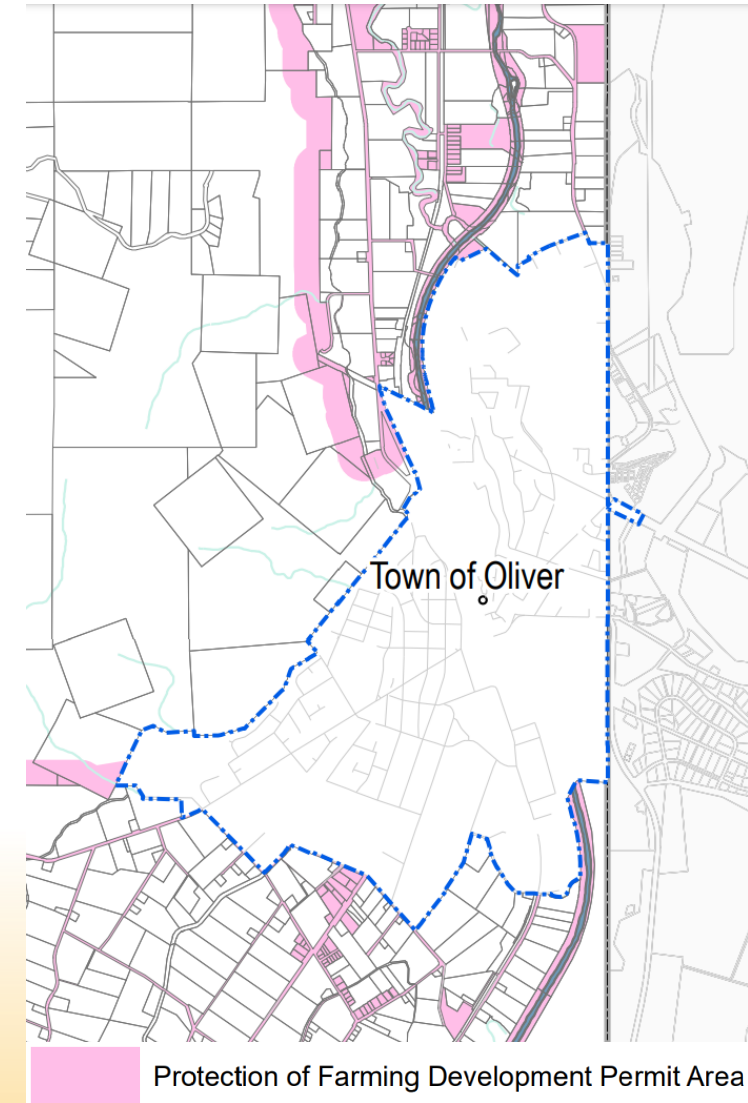 Town of Oliver
Protection of Farming Development Permit Area